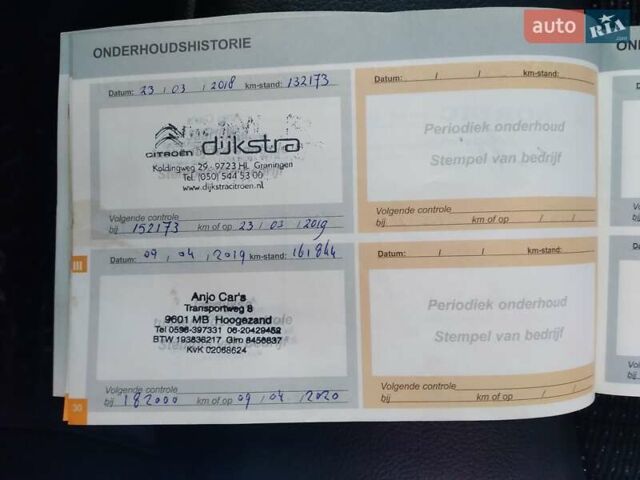 auto RIA.com
ONDERHOUDSHISTORIE
Datum: 23 / 03 / 2018 km-stand: 132173
CITROËN dijkstra
Koldingweg 29 - 9723 HL Groningen
Tel. (050) 544 53 00
www.dijkstracitroen.nl
Volgende controle
bij 152173 km of op 23 / 03 / 2019
Datum: / / km-stand:
Periodiek onderhoud
Stempel van bedrijf
Volgende controle
bij km of op / /
Datum: 09 / 04 / 2019 km-stand: 161844
Anjo Car's
Transportweg 8
9601 MB Hoogezand
Tel 0598-397331 06-20429452
BTW 193836217 Giro 8456837
KvK 02068624
Volgende controle
bij 182000 km of op 09 / 04 / 2020
Datum: / / km-stand:
Periodiek onderhoud
Stempel van bedrijf
Volgende controle
bij km of op / /
III
30